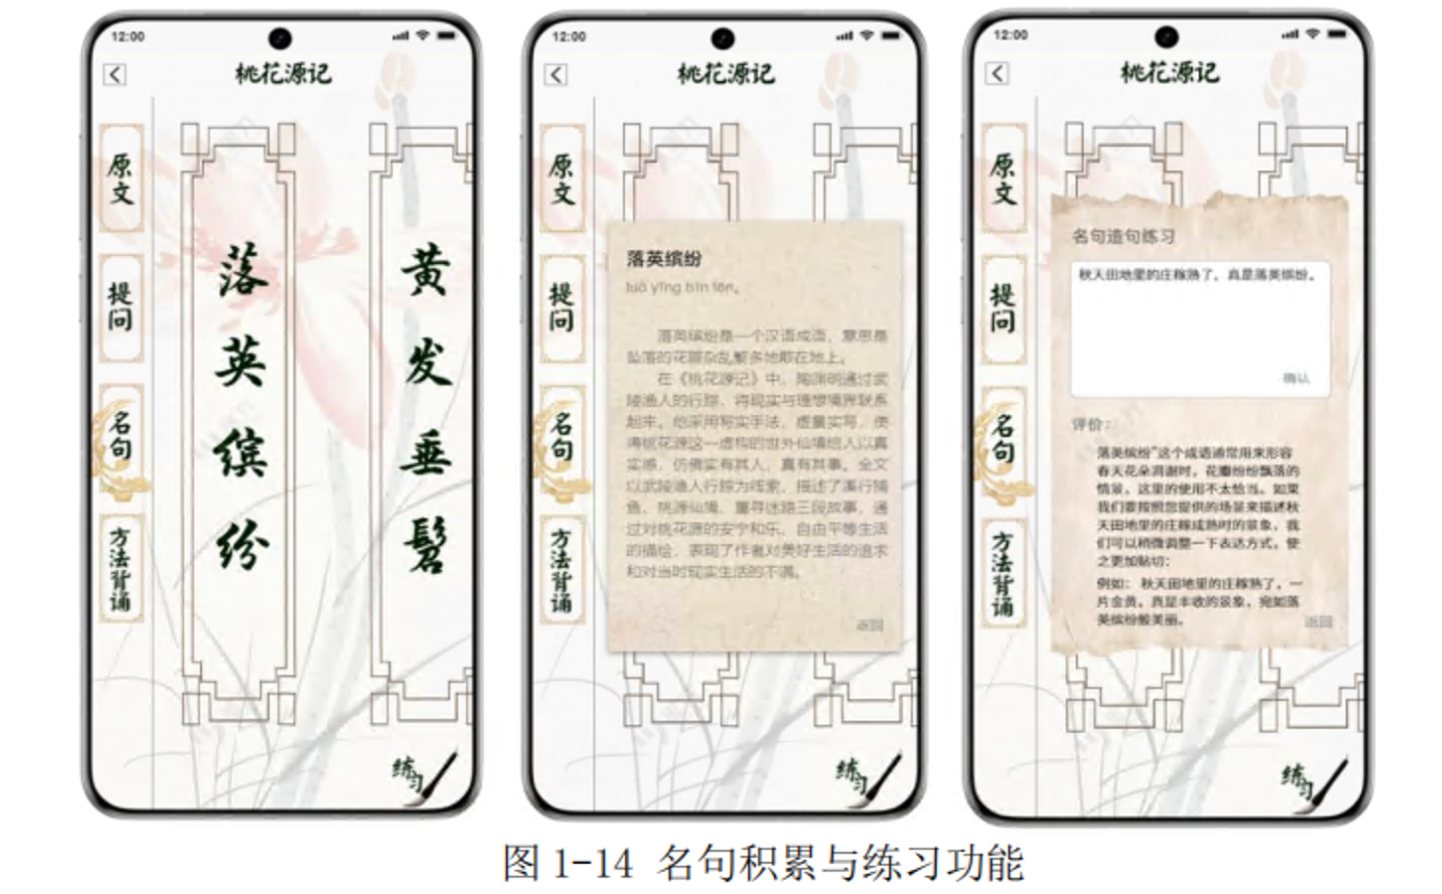 12:00
桃花源记
原文
提问
名句
方法背诵
落英缤纷
黄发垂髫
练习
12:00
桃花源记
原文
提问
名句
方法背诵
落英缤纷
luò yīng bīn fēn。
落英缤纷是一个汉语成语，意思是
坠落的花瓣杂乱繁多地散在地上。
在《桃花源记》中，陶渊明通过武
陵渔人的行踪，将现实与理想境界联系
起来。他采用写实手法，虚景实写，使
得桃花源这一虚构的世外仙境给人以真
实感，仿佛实有其人，真有其事。全文
以武陵渔人行踪为线索，描述了溪行捕
鱼、桃源仙境、重寻迷路三段故事，通
过对桃花源的安宁和乐、自由平等生活
的描绘，表现了作者对美好生活的追求
和对当时现实生活的不满。
返回
练习
12:00
桃花源记
原文
提问
名句
方法背诵
名句造句练习
秋天田地里的庄稼熟了，真是落英缤纷。
确认
评价：
落英缤纷”这个成语通常用来形容
春天花朵凋谢时，花瓣纷纷飘落的
情景，这里的使用不太恰当。如果
我们要按照您提供的场景来描述秋
天田地里的庄稼成熟时的景象，我
们可以稍微调整一下表达方式，使
之更加贴切：
例如： 秋天田地里的庄稼熟了，一
片金黄，真是丰收的景象，宛如落
英缤纷般美丽。
返回
练习
图 1-14 名句积累与练习功能